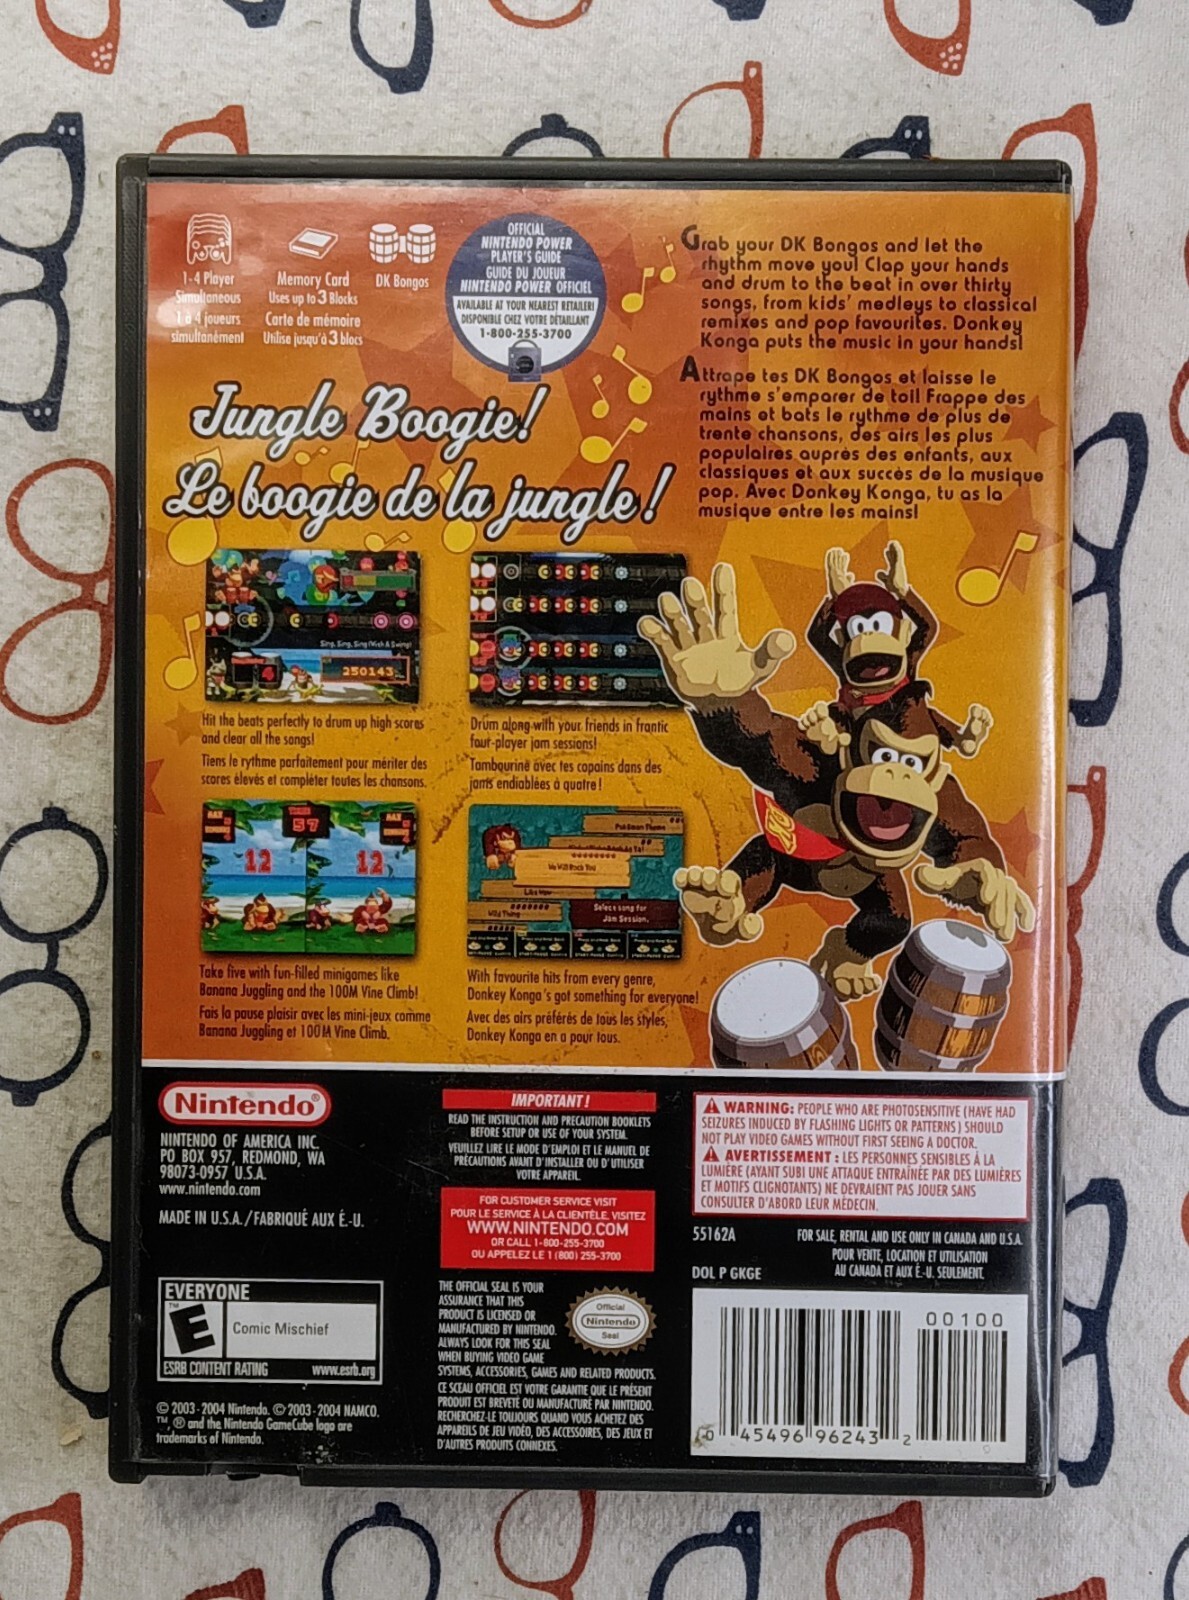 1-4 Player
Simultaneous
1 à 4 joueurs
simultanément
Memory Card
Uses up to 3 Blocks
Carte de mémoire
Utilise jusqu'à 3 blocs
DK Bongos
OFFICIAL
NINTENDO POWER
PLAYER'S GUIDE
GUIDE DU JOUEUR
NINTENDO POWER OFFICIEL
AVAILABLE AT YOUR NEAREST RETAILER!
DISPONIBLE CHEZ VOTRE DÉTAILLANT
1-800-255-3700
Grab your DK Bongos and let the
rhythm move you! Clap your hands
and drum to the beat in over thirty
songs, from kids' medleys to classical
remixes and pop favourites. Donkey
Konga puts the music in your hands!
Attrape tes DK Bongos et laisse le
rythme s'emparer de toi! Frappe des
mains et bats le rythme de plus de
trente chansons, des airs les plus
populaires auprès des enfants, aux
classiques et aux succès de la musique
pop. Avec Donkey Konga, tu as la
musique entre les mains!
Jungle Boogie!
Le boogie de la jungle!
Sing, Sing, Sing (With A Swing)
4
250143
Hit the beats perfectly to drum up high scores
and clear all the songs!
Tiens le rythme parfaitement pour mériter des
scores élevés et compléter toutes les chansons.
Drum along with your friends in frantic
four-player jam sessions!
Tambourine avec tes copains dans des
jams endiablées à quatre!
MAX
57
MAX
12
12
Pokémon Theme
We Will Rock You
Like Wow
Wild Thing
Select song for
Jam Session.
DK
Take five with fun-filled minigames like
Banana Juggling and the 100M Vine Climb!
Fais la pause plaisir avec les mini-jeux comme
Banana Juggling et 100M Vine Climb.
With favourite hits from every genre,
Donkey Konga's got something for everyone!
Avec des airs préférés de tous les styles,
Donkey Konga en a pour tous.
Nintendo®
NINTENDO OF AMERICA INC.
PO BOX 957, REDMOND, WA
98073-0957 U.S.A.
www.nintendo.com
MADE IN U.S.A./FABRIQUÉ AUX É.-U.
EVERYONE
E
TM
Comic Mischief
ESRB CONTENT RATING www.esrb.org
© 2003-2004 Nintendo. © 2003-2004 NAMCO.
TM, ® and the Nintendo GameCube logo are
trademarks of Nintendo.
IMPORTANT!
READ THE INSTRUCTION AND PRECAUTION BOOKLETS
BEFORE SETUP OR USE OF YOUR SYSTEM.
VEUILLEZ LIRE LE MODE D'EMPLOI ET LE MANUEL DE
PRÉCAUTIONS AVANT D'INSTALLER OU D'UTILISER
VOTRE APPAREIL.
FOR CUSTOMER SERVICE VISIT
POUR LE SERVICE À LA CLIENTÈLE, VISITEZ
WWW.NINTENDO.COM
OR CALL 1-800-255-3700
OU APPELEZ LE 1 (800) 255-3700
THE OFFICIAL SEAL IS YOUR
ASSURANCE THAT THIS
PRODUCT IS LICENSED OR
MANUFACTURED BY NINTENDO.
ALWAYS LOOK FOR THIS SEAL
WHEN BUYING VIDEO GAME
SYSTEMS, ACCESSORIES, GAMES AND RELATED PRODUCTS.
CE SCEAU OFFICIEL EST VOTRE GARANTIE QUE LE PRÉSENT
PRODUIT EST BREVETÉ OU MANUFACTURÉ PAR NINTENDO.
RECHERCHEZ-LE TOUJOURS QUAND VOUS ACHETEZ DES
APPAREILS DE JEU VIDÉO, DES ACCESSOIRES, DES JEUX ET
D'AUTRES PRODUITS CONNEXES.
Official
Nintendo
Seal
WARNING: PEOPLE WHO ARE PHOTOSENSITIVE (HAVE HAD
SEIZURES INDUCED BY FLASHING LIGHTS OR PATTERNS) SHOULD
NOT PLAY VIDEO GAMES WITHOUT FIRST SEEING A DOCTOR.
AVERTISSEMENT : LES PERSONNES SENSIBLES À LA
LUMIÈRE (AYANT SUBI UNE ATTAQUE ENTRAÎNÉE PAR DES LUMIÈRES
ET MOTIFS CLIGNOTANTS) NE DEVRAIENT PAS JOUER SANS
CONSULTER D'ABORD LEUR MÉDECIN.
55162A
FOR SALE, RENTAL AND USE ONLY IN CANADA AND U.S.A.
POUR VENTE, LOCATION ET UTILISATION
AU CANADA ET AUX É.-U. SEULEMENT.
DOL P GKGE
00100
0 45496 96243 2